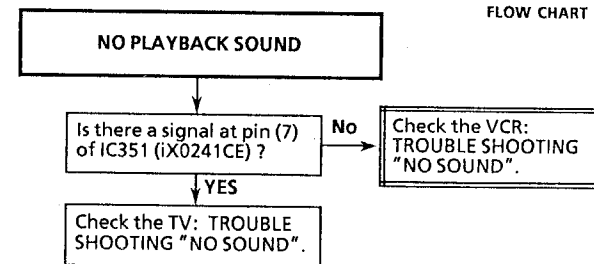 FLOW CHART
NO PLAYBACK SOUND
Is there a signal at pin (7)
of IC351 (iX0241CE) ?
No
Check the VCR:
TROUBLE SHOOTING
"NO SOUND".
YES
Check the TV: TROUBLE
SHOOTING "NO SOUND".